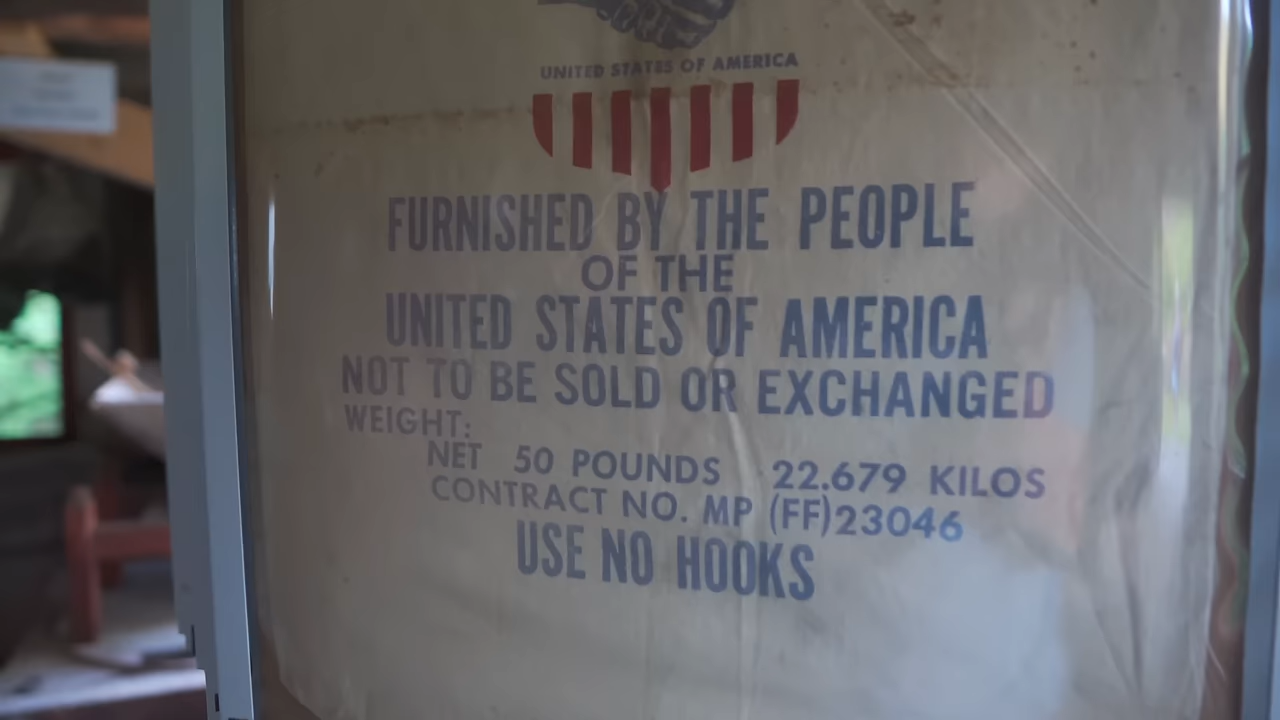 UNITED STATES OF AMERICA
FURNISHED BY THE PEOPLE
OF THE
UNITED STATES OF AMERICA
NOT TO BE SOLD OR EXCHANGED
WEIGHT:
NET 50 POUNDS 22.679 KILOS
CONTRACT NO. MP (FF)23046
USE NO HOOKS